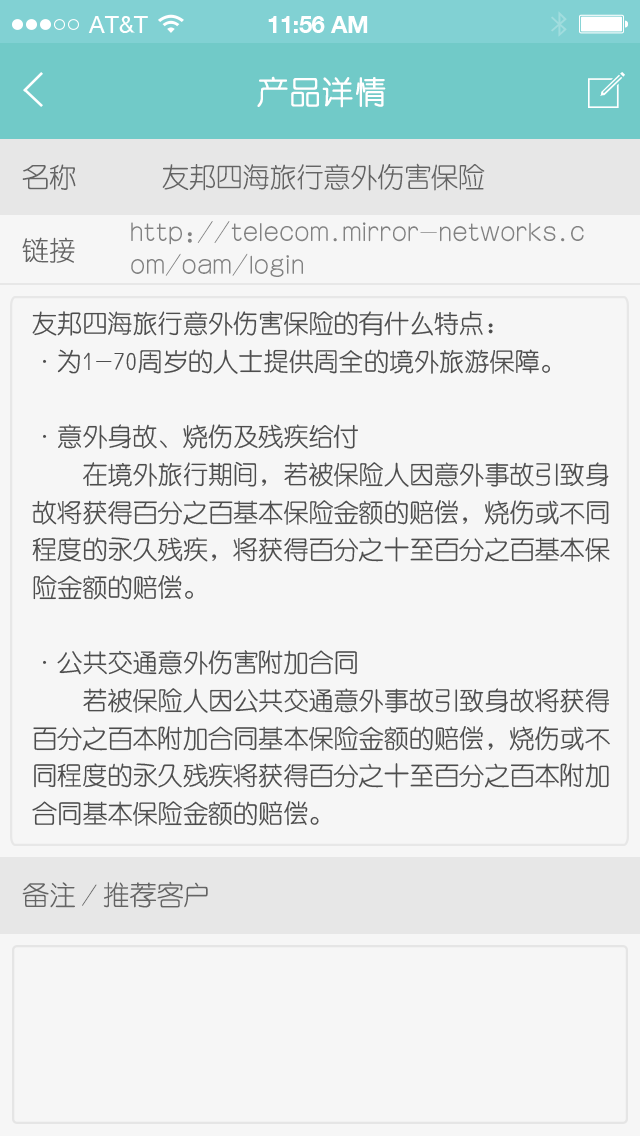 AT&T 11:56 AM
产品详情
名称 友邦四海旅行意外伤害保险
链接 http://telecom.mirror-networks.c
om/oam/login
友邦四海旅行意外伤害保险的有什么特点：
·为1-70周岁的人士提供周全的境外旅游保障。
·意外身故、烧伤及残疾给付
在境外旅行期间，若被保险人因意外事故引致身
故将获得百分之百基本保险金额的赔偿，烧伤或不同
程度的永久残疾，将获得百分之十至百分之百基本保
险金额的赔偿。
·公共交通意外伤害附加合同
若被保险人因公共交通意外事故引致身故将获得
百分之百本附加合同基本保险金额的赔偿，烧伤或不
同程度的永久残疾将获得百分之十至百分之百本附加
合同基本保险金额的赔偿。
备注/推荐客户